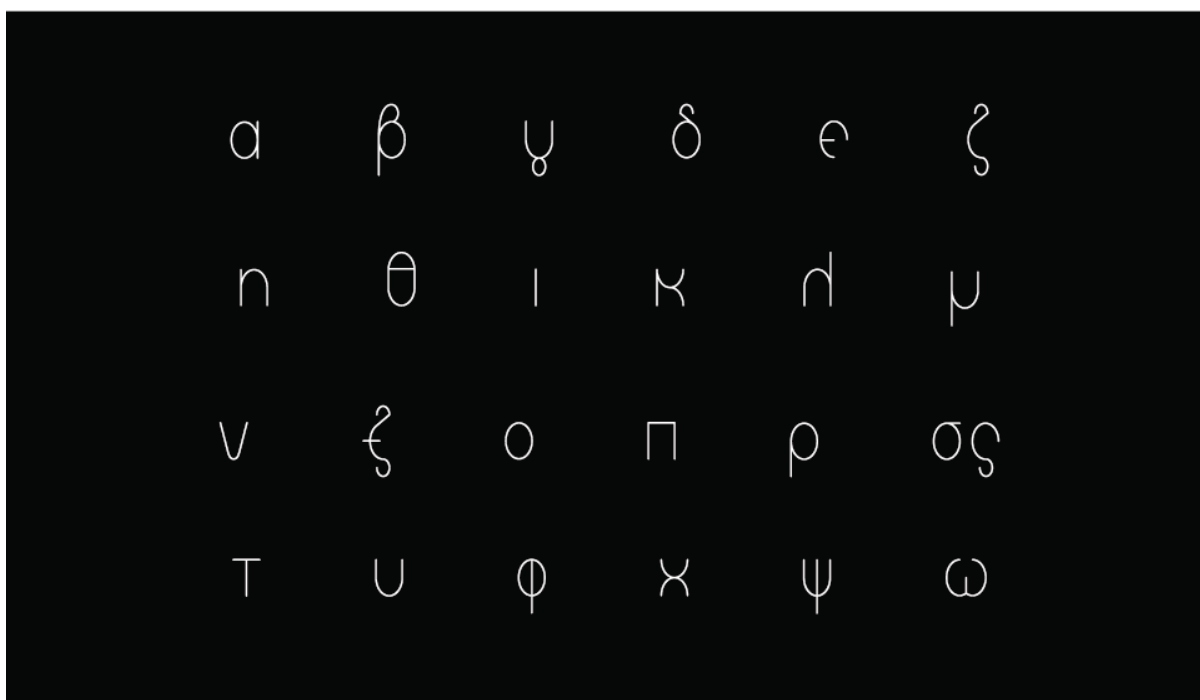 α β γ δ ε ζ
η θ ι κ λ μ
ν ξ ο π ρ σς
τ υ φ χ ψ ω